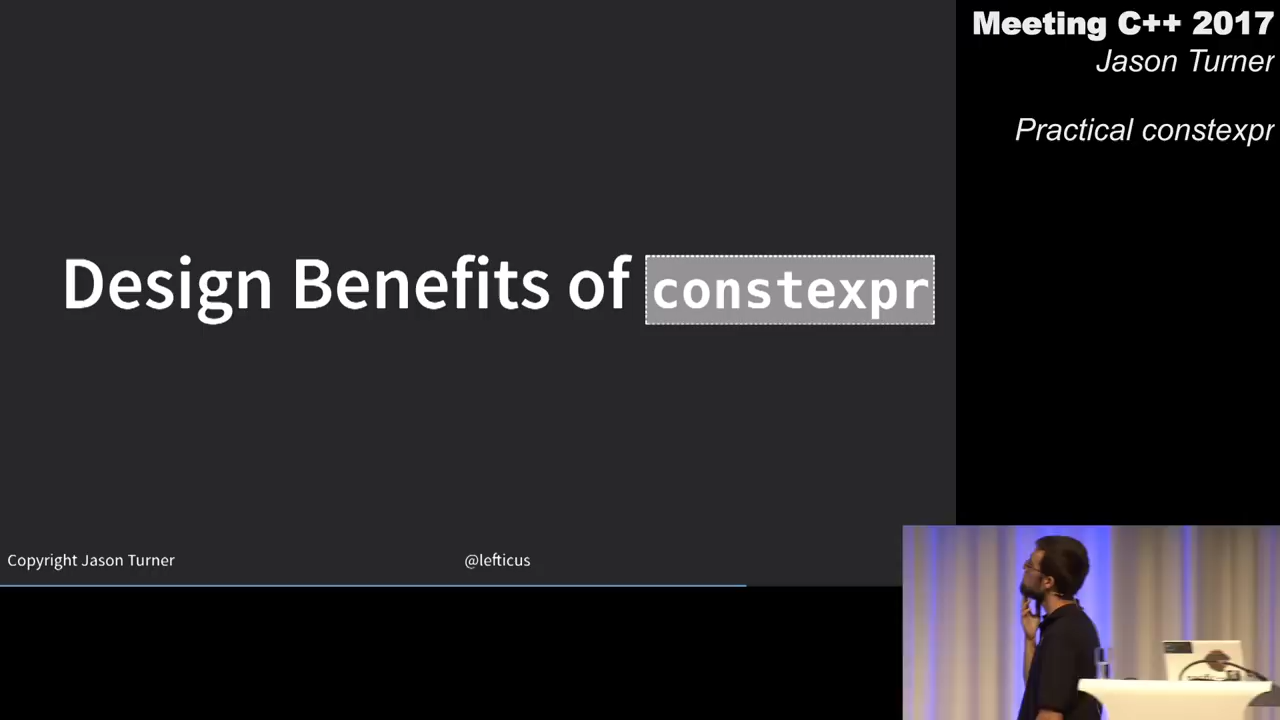 Meeting C++ 2017
Jason Turner
Practical constexpr
Design Benefits of constexpr
Copyright Jason Turner
@lefticus